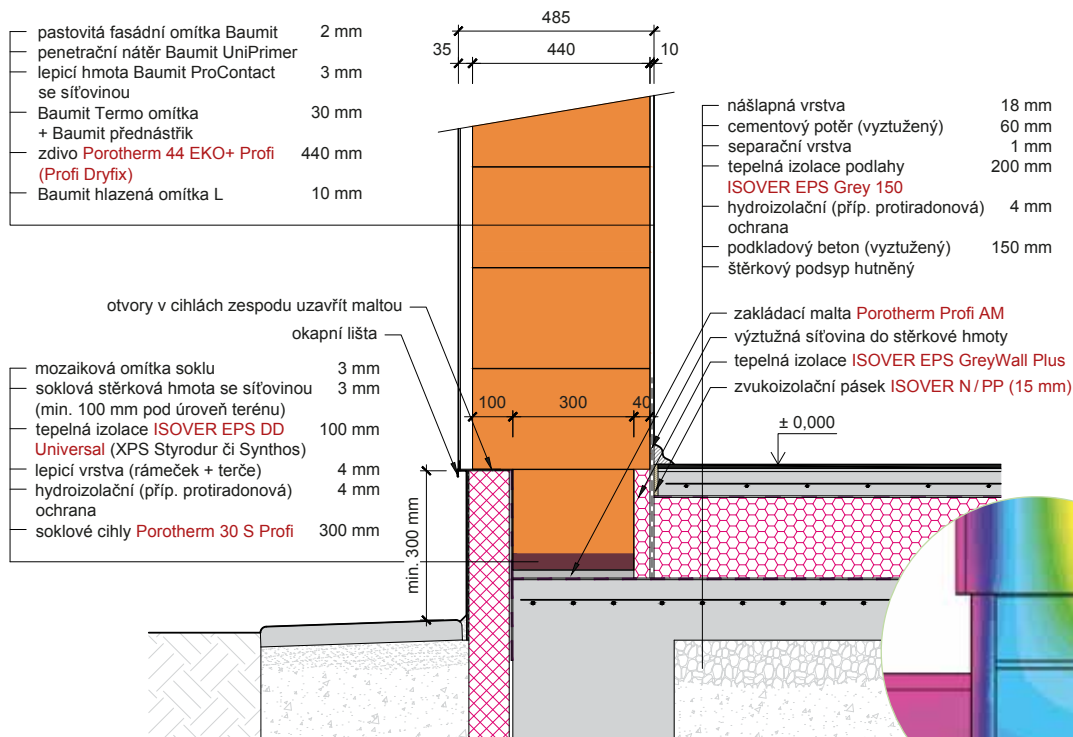 485
35 440 10
pastovitá fasádní omítka Baumit 2 mm
penetrační nátěr Baumit UniPrimer
lepicí hmota Baumit ProContact 3 mm
se síťovinou
Baumit Termo omítka 30 mm
+ Baumit přednástřik
zdivo Porotherm 44 EKO+ Profi 440 mm
(Profi Dryfix)
Baumit hlazená omítka L 10 mm
nášlapná vrstva 18 mm
cementový potěr (vyztužený) 60 mm
separační vrstva 1 mm
tepelná izolace podlahy 200 mm
ISOVER EPS Grey 150
hydroizolační (příp. protiradonová) 4 mm
ochrana
podkladový beton (vyztužený) 150 mm
štěrkový podsyp hutněný
otvory v cihlách zespodu uzavřít maltou
okapní lišta
zakládací malta Porotherm Profi AM
výztužná síťovina do stěrkové hmoty
tepelná izolace ISOVER EPS GreyWall Plus
zvukoizolační pásek ISOVER N / PP (15 mm)
mozaiková omítka soklu 3 mm
soklová stěrková hmota se síťovinou 3 mm
(min. 100 mm pod úroveň terénu)
tepelná izolace ISOVER EPS DD 100 mm
Universal (XPS Styrodur či Synthos)
lepicí vrstva (rámeček + terče) 4 mm
hydroizolační (příp. protiradonová) 4 mm
ochrana
soklové cihly Porotherm 30 S Profi 300 mm
100 300 40
± 0,000
min. 300 mm